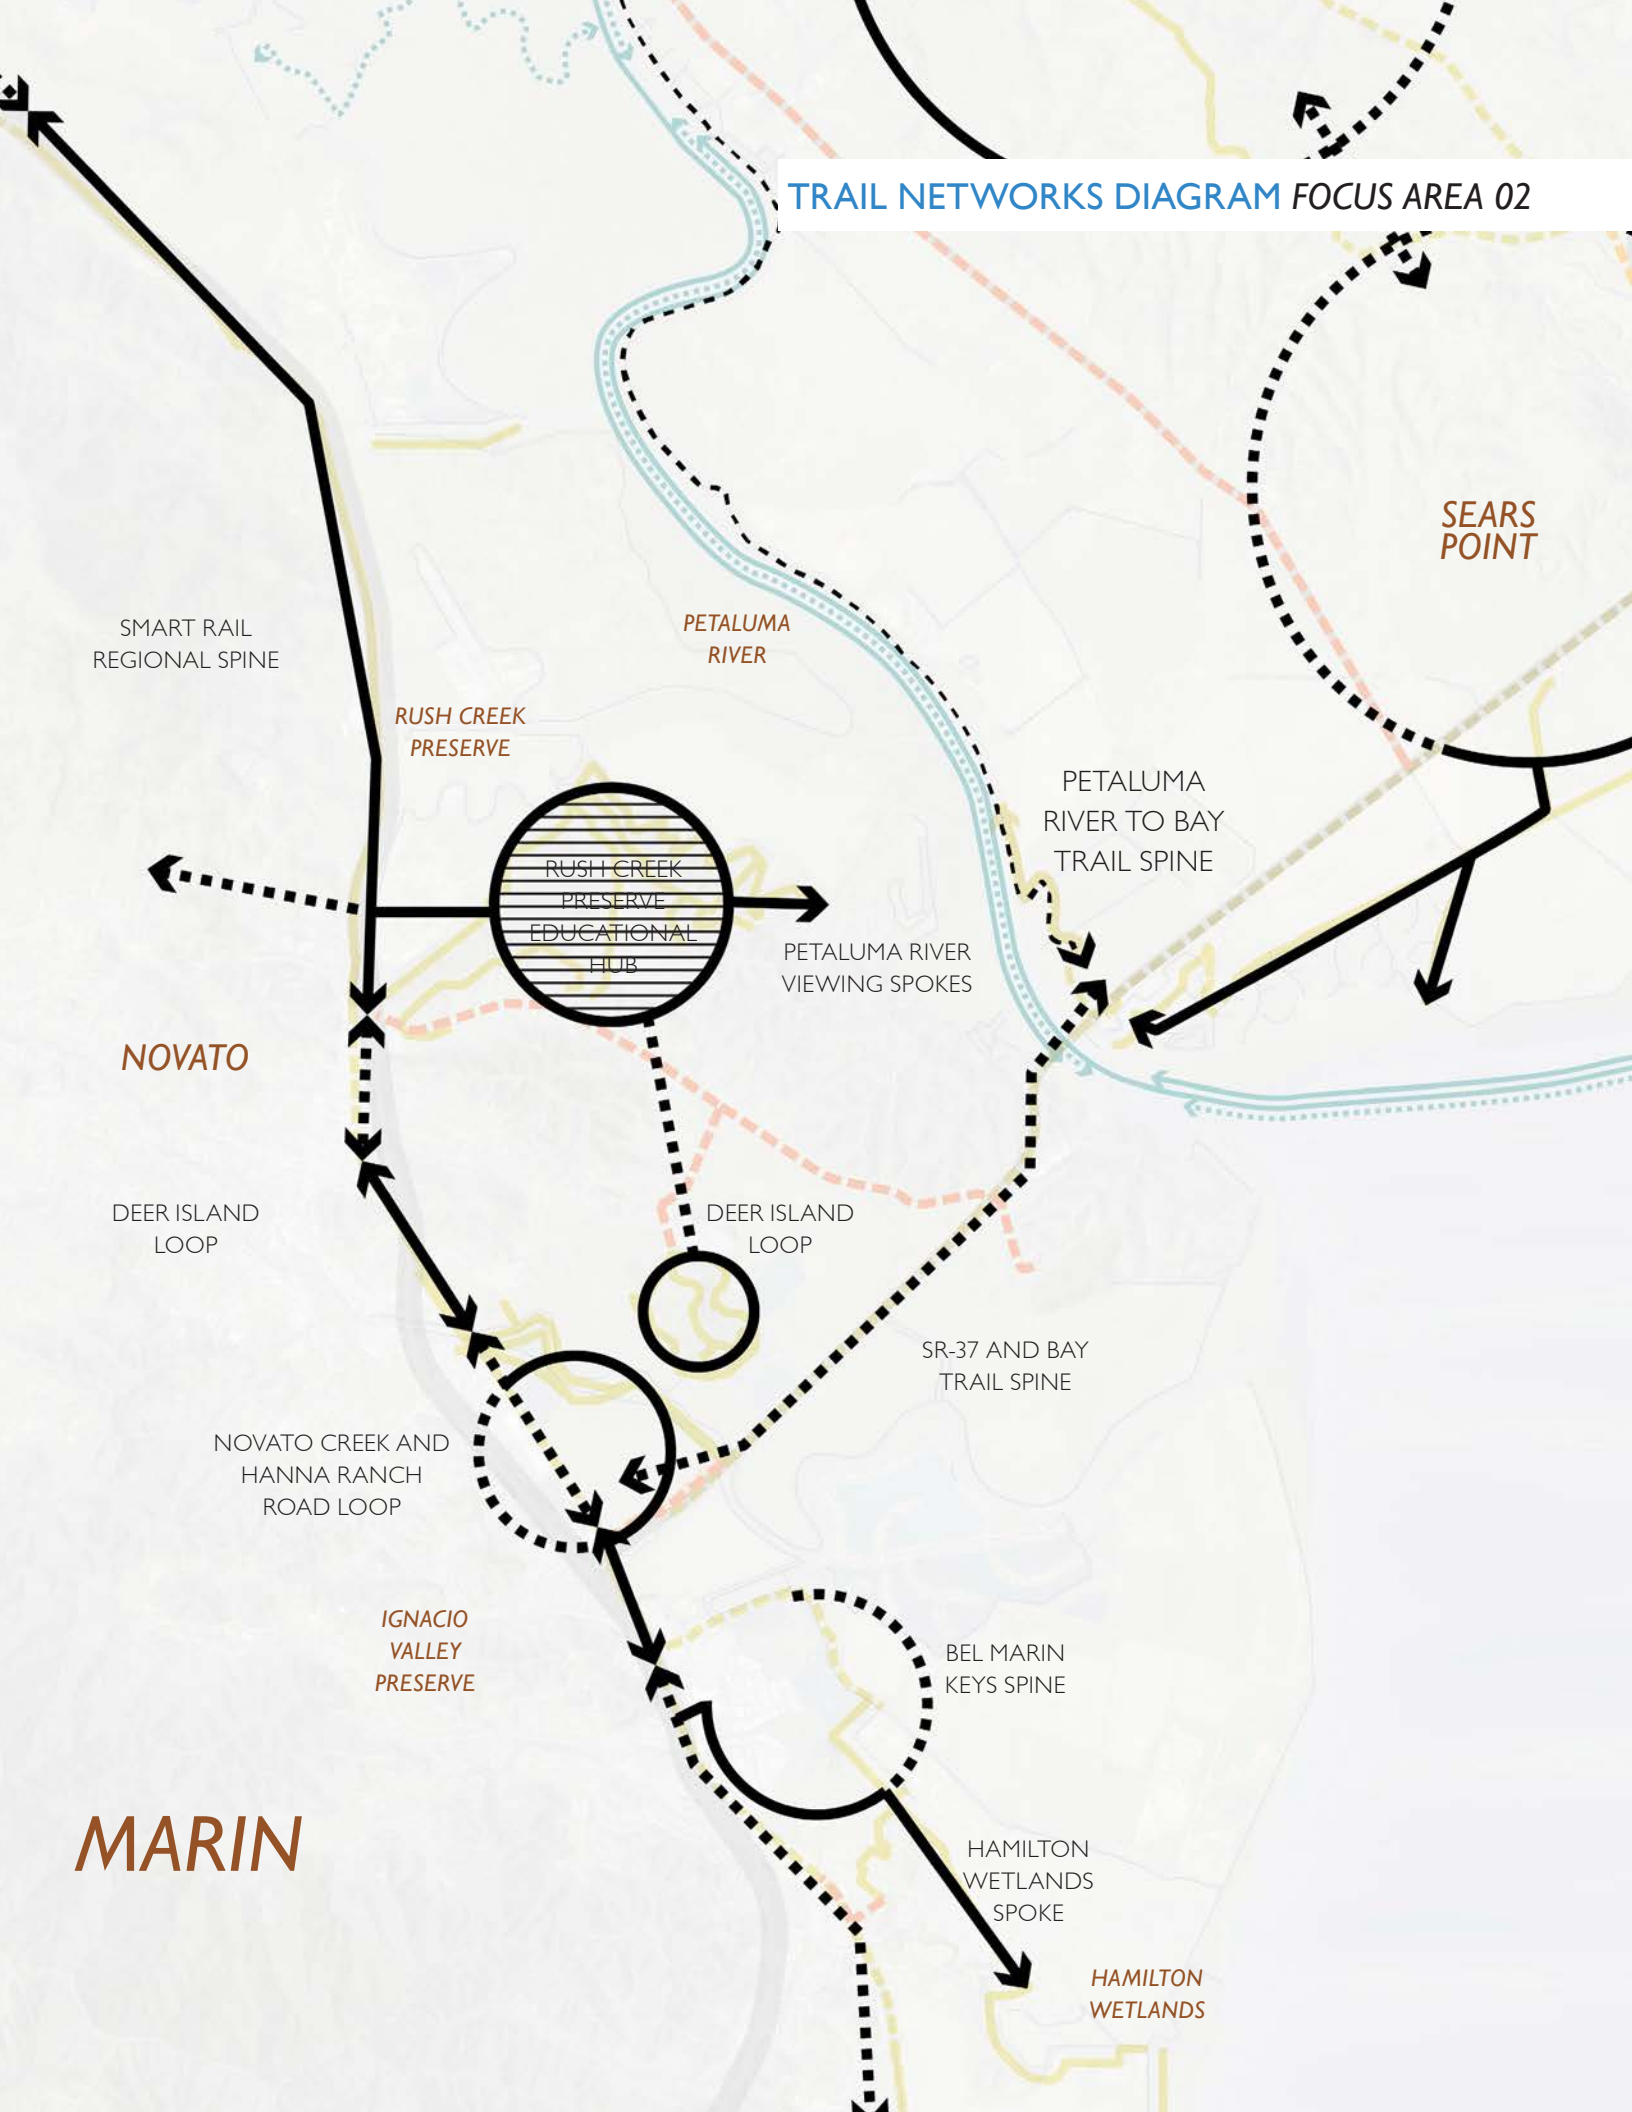 TRAIL NETWORKS DIAGRAM FOCUS AREA 02
SEARS
POINT
SMART RAIL
REGIONAL SPINE
PETALUMA
RIVER
RUSH CREEK
PRESERVE
PETALUMA
RIVER TO BAY
TRAIL SPINE
RUSH CREEK
PRESERVE
EDUCATIONAL
HUB
PETALUMA RIVER
VIEWING SPOKES
NOVATO
DEER ISLAND
LOOP
DEER ISLAND
LOOP
SR-37 AND BAY
TRAIL SPINE
NOVATO CREEK AND
HANNA RANCH
ROAD LOOP
IGNACIO
VALLEY
PRESERVE
BEL MARIN
KEYS SPINE
MARIN
HAMILTON
WETLANDS
SPOKE
HAMILTON
WETLANDS